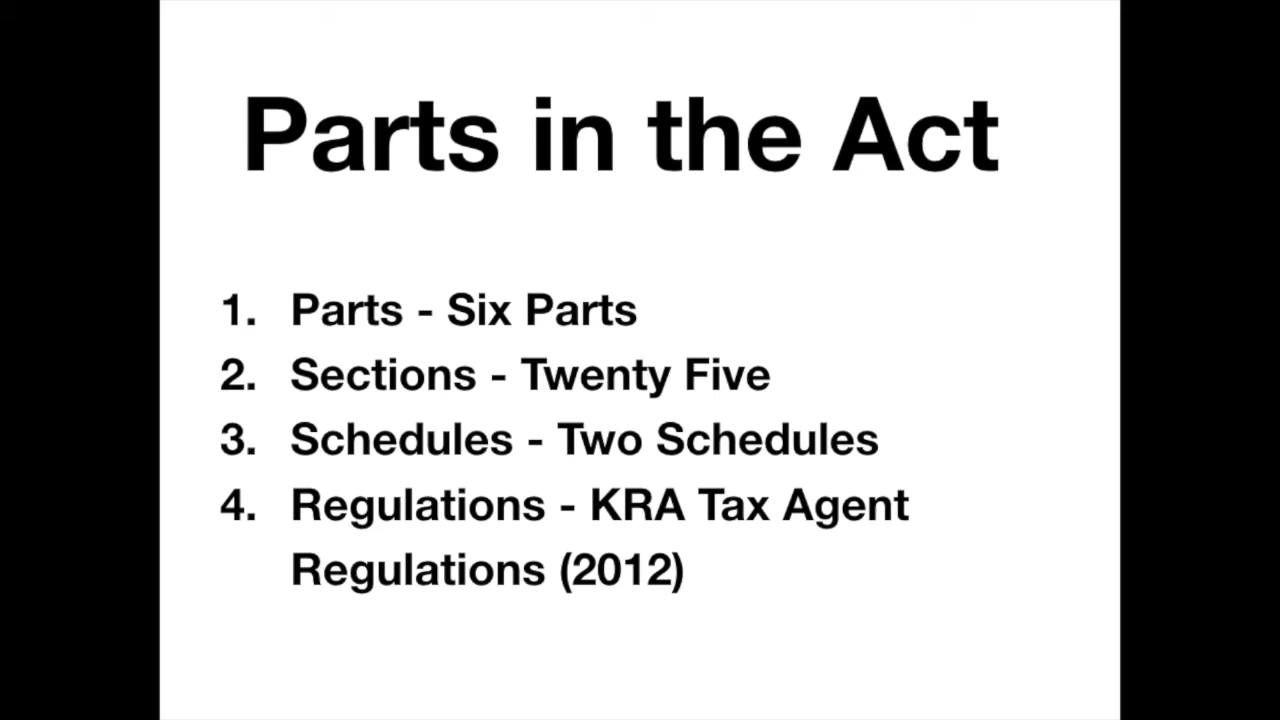 Parts in the Act
1. Parts - Six Parts
2. Sections - Twenty Five
3. Schedules - Two Schedules
4. Regulations - KRA Tax Agent
Regulations (2012)